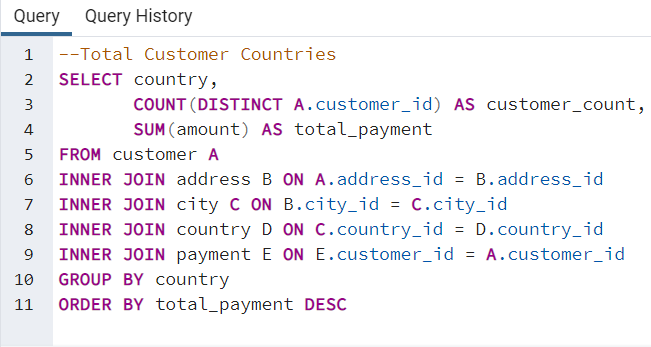 Query Query History
1 --Total Customer Countries
2 SELECT country,
3 COUNT(DISTINCT A.customer_id) AS customer_count,
4 SUM(amount) AS total_payment
5 FROM customer A
6 INNER JOIN address B ON A.address_id = B.address_id
7 INNER JOIN city C ON B.city_id = C.city_id
8 INNER JOIN country D ON C.country_id = D.country_id
9 INNER JOIN payment E ON E.customer_id = A.customer_id
10 GROUP BY country
11 ORDER BY total_payment DESC